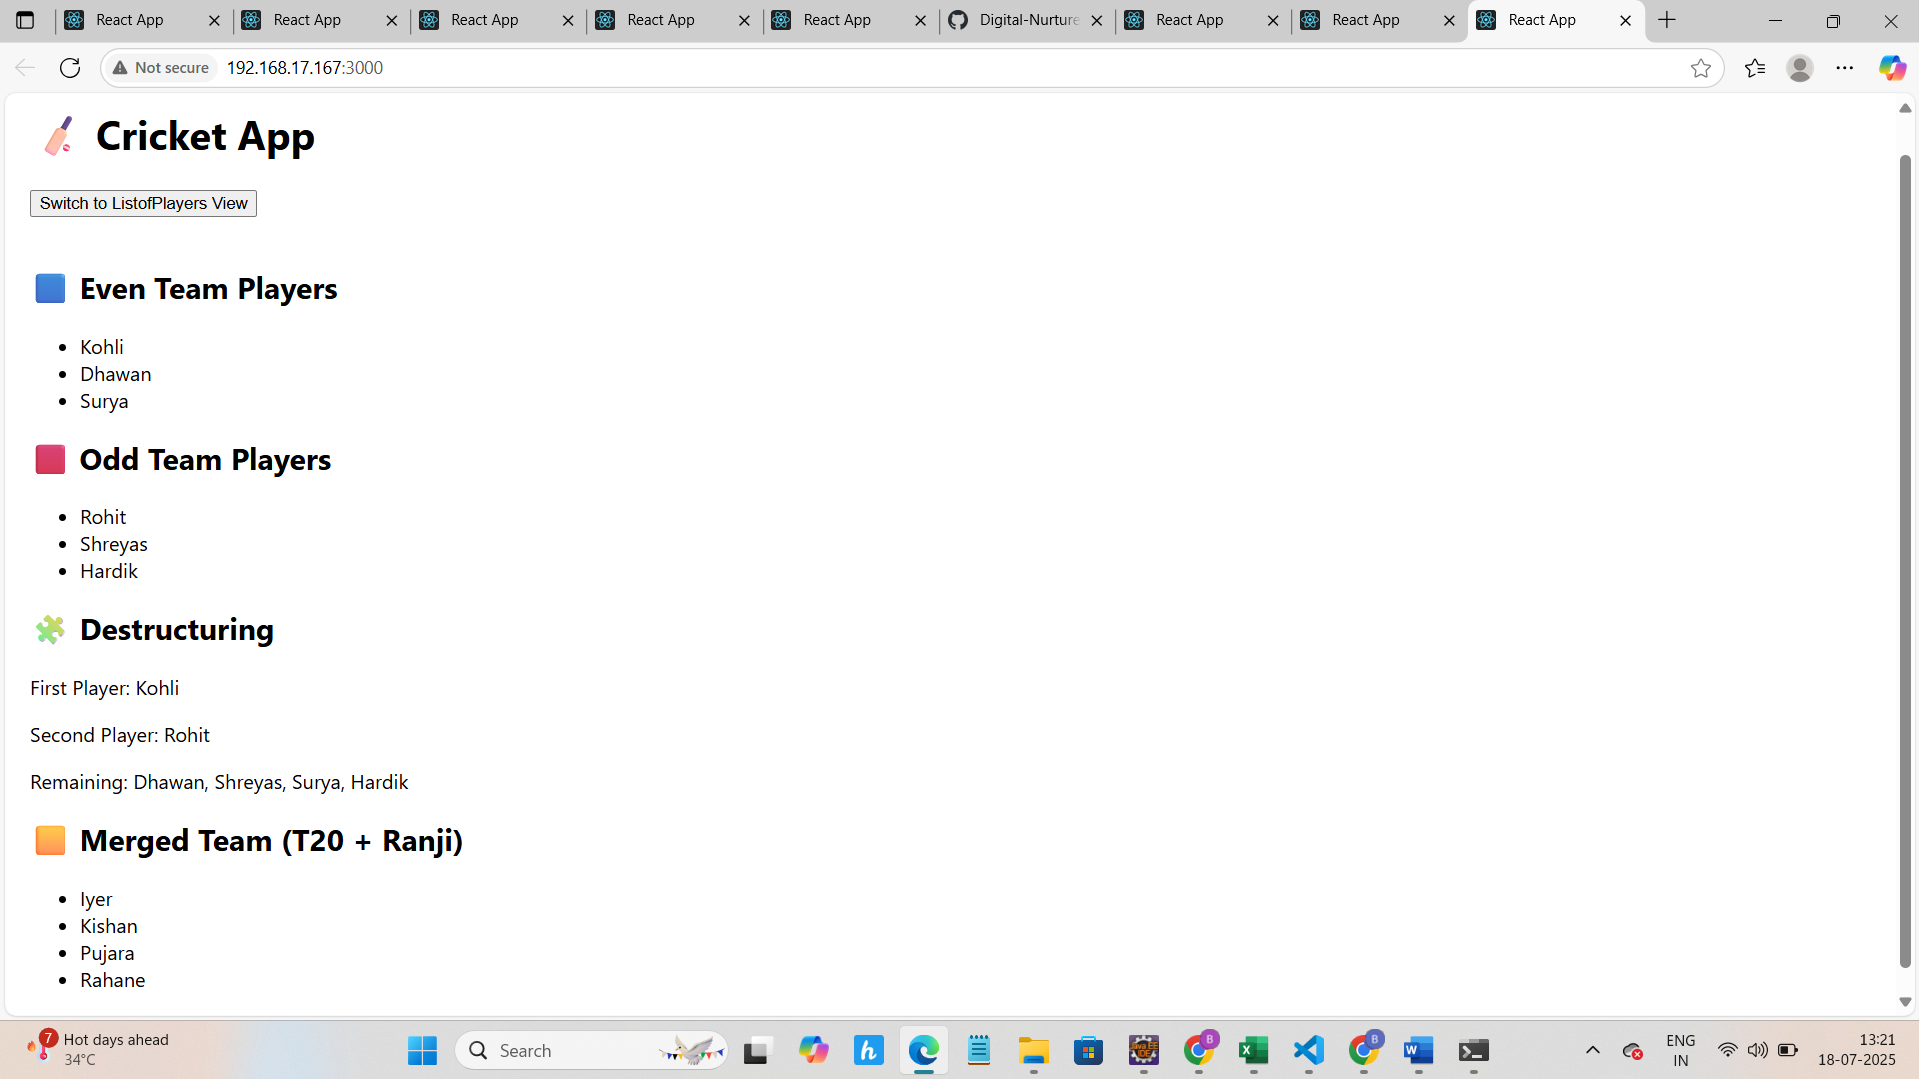 React App
React App
React App
React App
React App
Digital-Nurture
React App
React App
React App
Not secure
192.168.17.167:3000
Cricket App
Switch to ListofPlayers View
Even Team Players
Kohli
Dhawan
Surya
Odd Team Players
Rohit
Shreyas
Hardik
Destructuring
First Player: Kohli
Second Player: Rohit
Remaining: Dhawan, Shreyas, Surya, Hardik
Merged Team (T20 + Ranji)
Iyer
Kishan
Pujara
Rahane
7
Hot days ahead
34°C
Search
h
Java EE
IDE
B
X
B
W
ENG
IN
13:21
18-07-2025